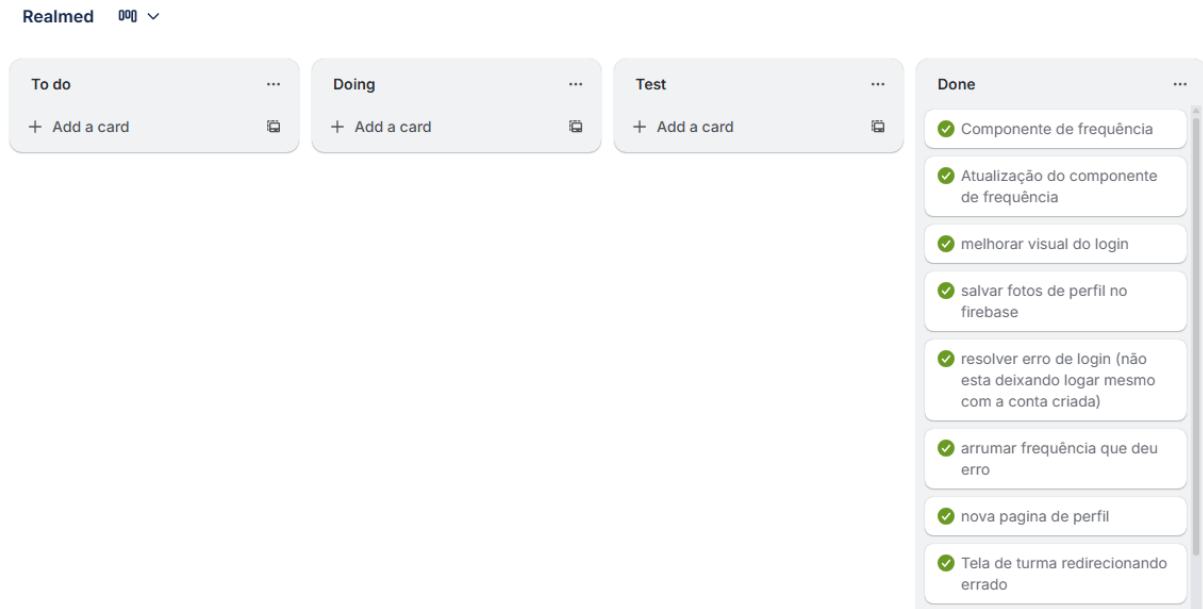 Realmed
To do
Add a card
Doing
Add a card
Test
Add a card
Done
Componente de frequência
Atualização do componente
de frequência
melhorar visual do login
salvar fotos de perfil no
firebase
resolver erro de login (não
esta deixando logar mesmo
com a conta criada)
arrumar frequência que deu
erro
nova pagina de perfil
Tela de turma redirecionando
errado